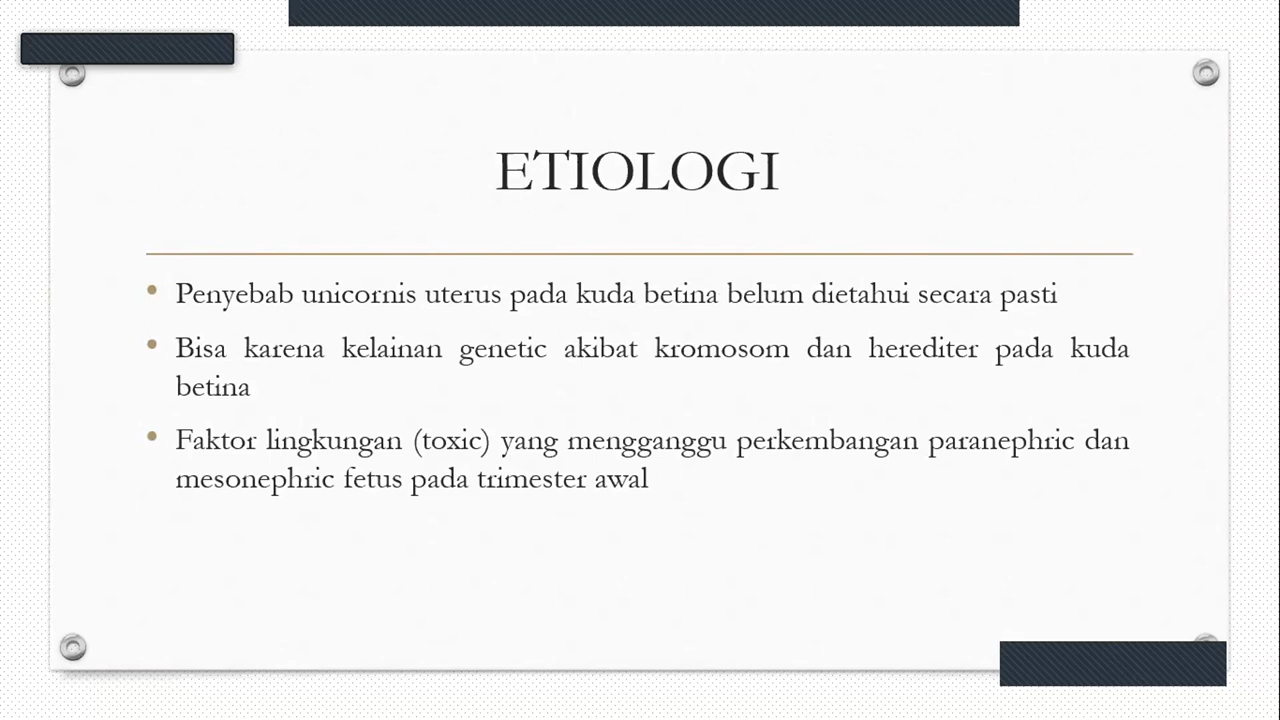 ETIOLOGI
• Penyebab unicornis uterus pada kuda betina belum dietahui secara pasti
• Bisa karena kelainan genetic akibat kromosom dan herediter pada kuda
betina
• Faktor lingkungan (toxic) yang mengganggu perkembangan paranephric dan
mesonephric fetus pada trimester awal